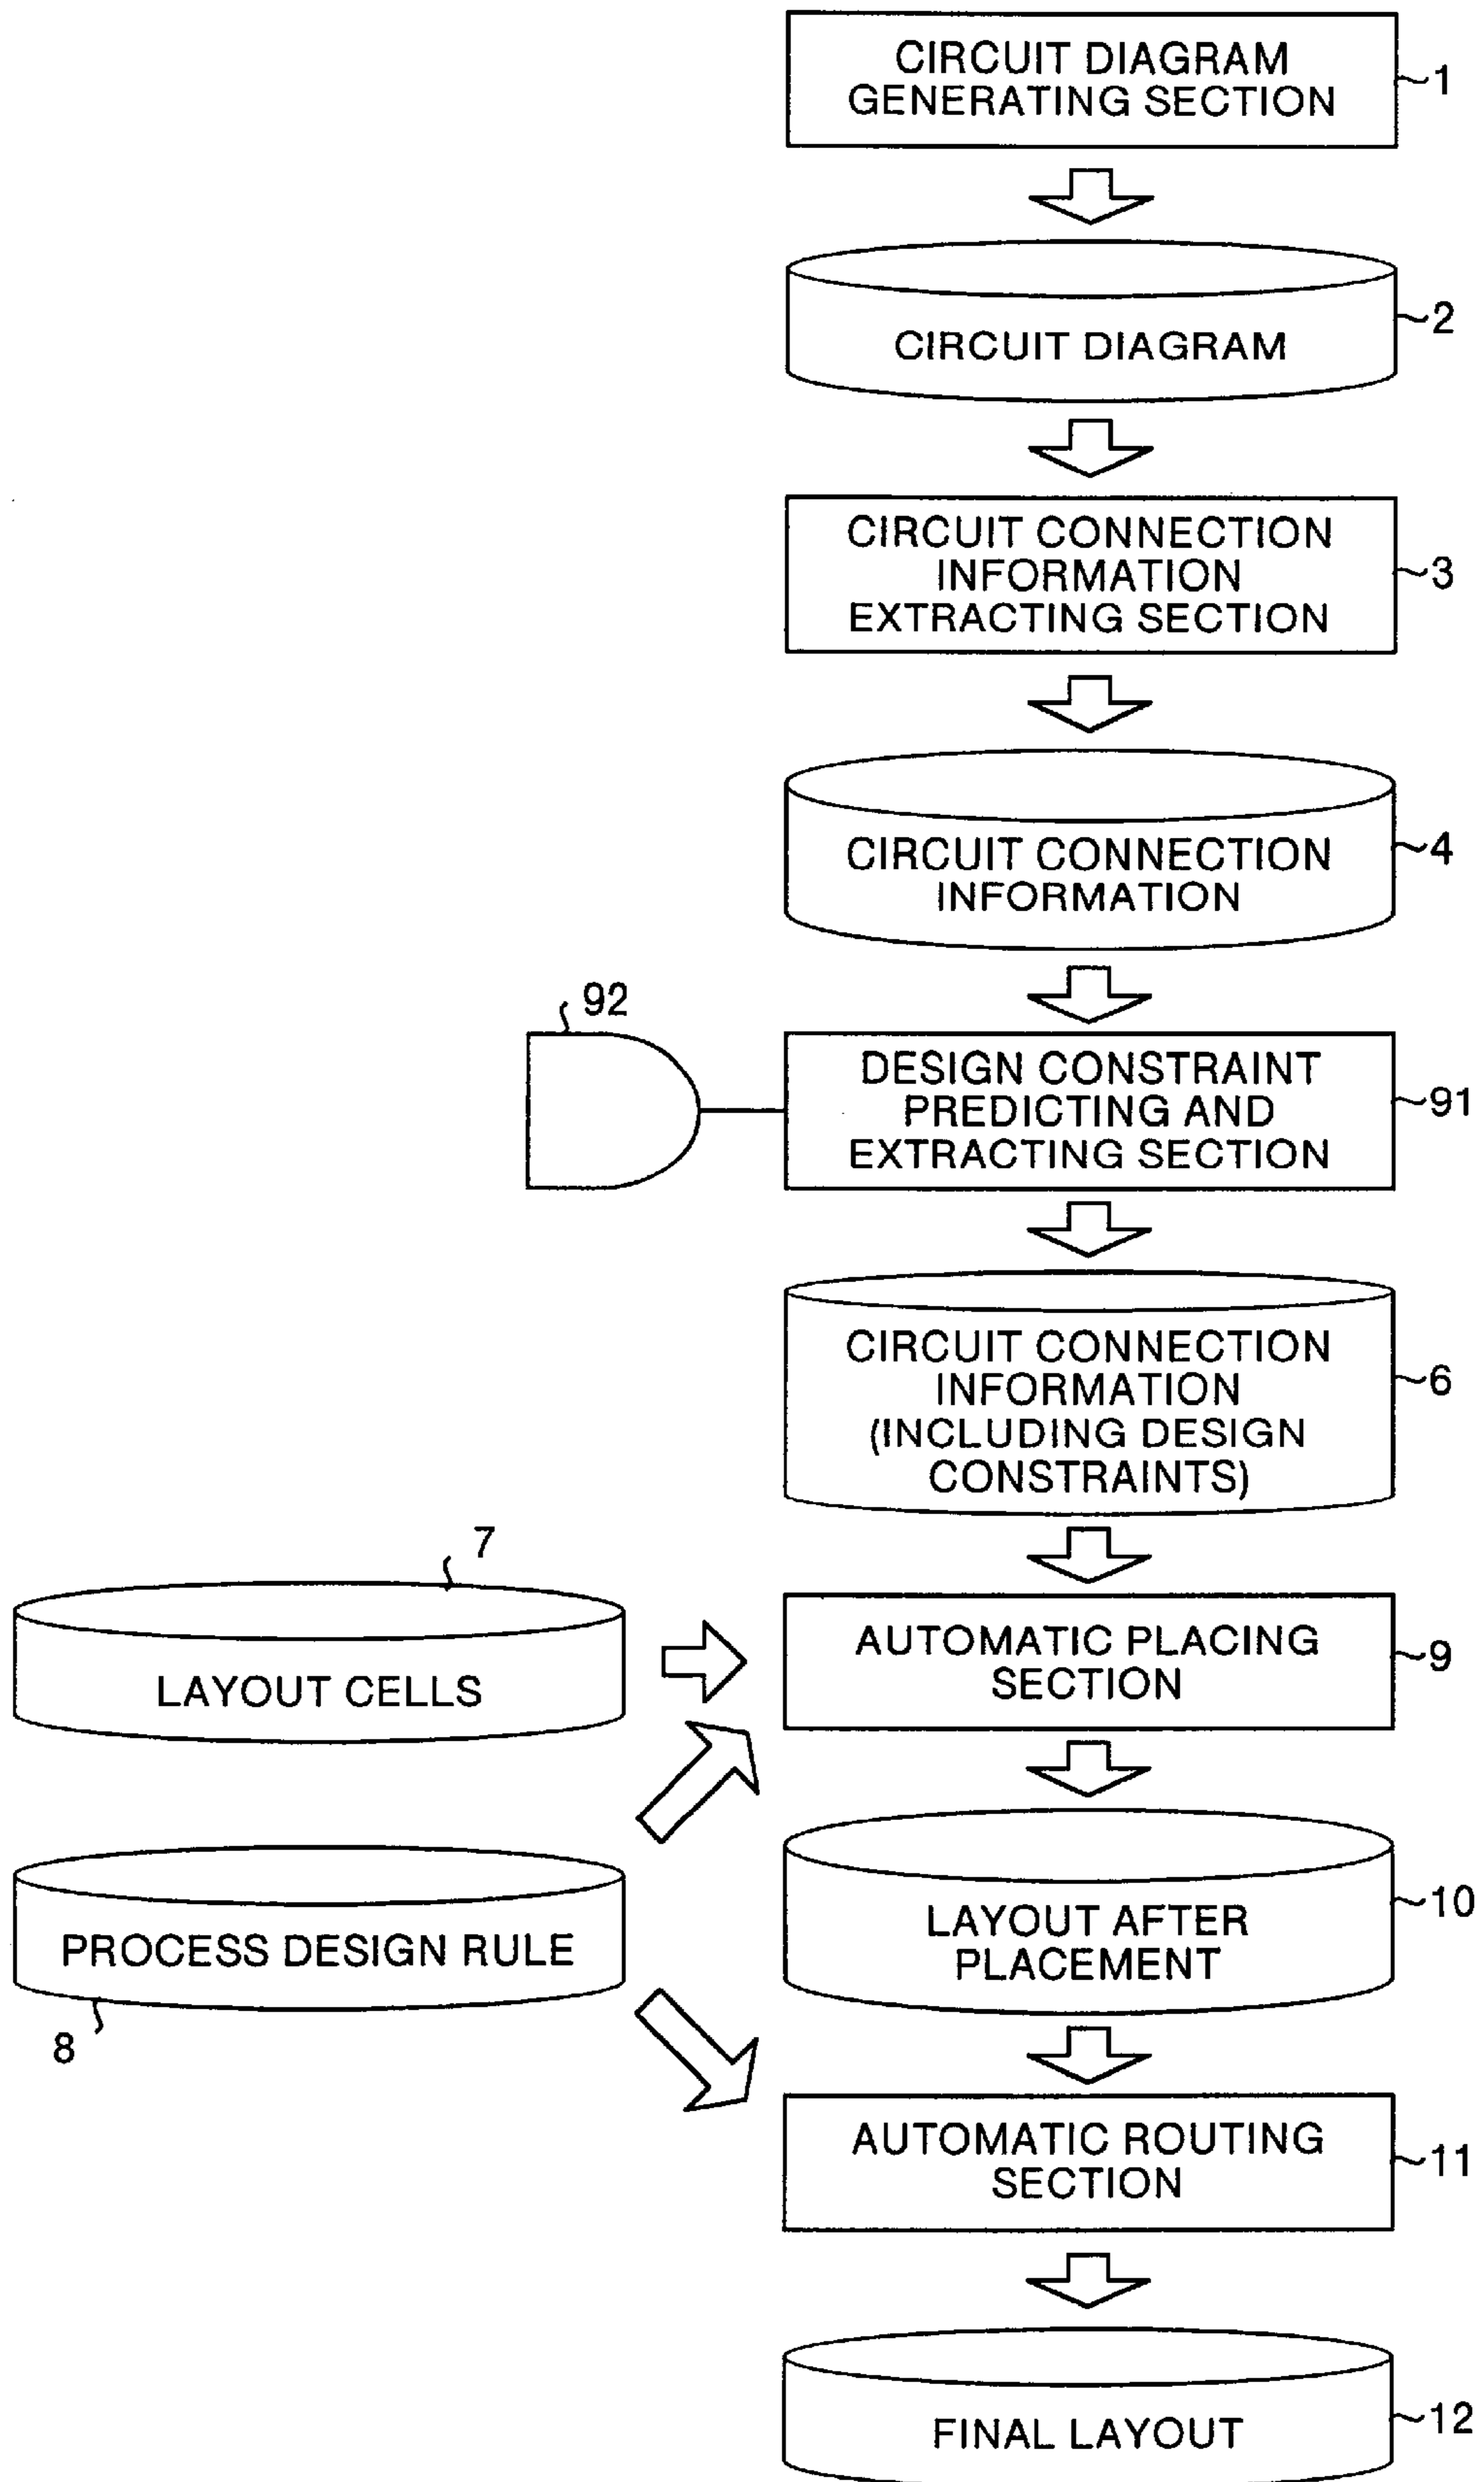 CIRCUIT DIAGRAM
GENERATING SECTION
1
2
CIRCUIT DIAGRAM
CIRCUIT CONNECTION
INFORMATION
EXTRACTING SECTION
3
CIRCUIT CONNECTION
INFORMATION
4
92
DESIGN CONSTRAINT
PREDICTING AND
EXTRACTING SECTION
91
CIRCUIT CONNECTION
INFORMATION
(INCLUDING DESIGN
CONSTRAINTS)
6
7
LAYOUT CELLS
AUTOMATIC PLACING
SECTION
9
PROCESS DESIGN RULE
8
LAYOUT AFTER
PLACEMENT
10
AUTOMATIC ROUTING
SECTION
11
FINAL LAYOUT
12